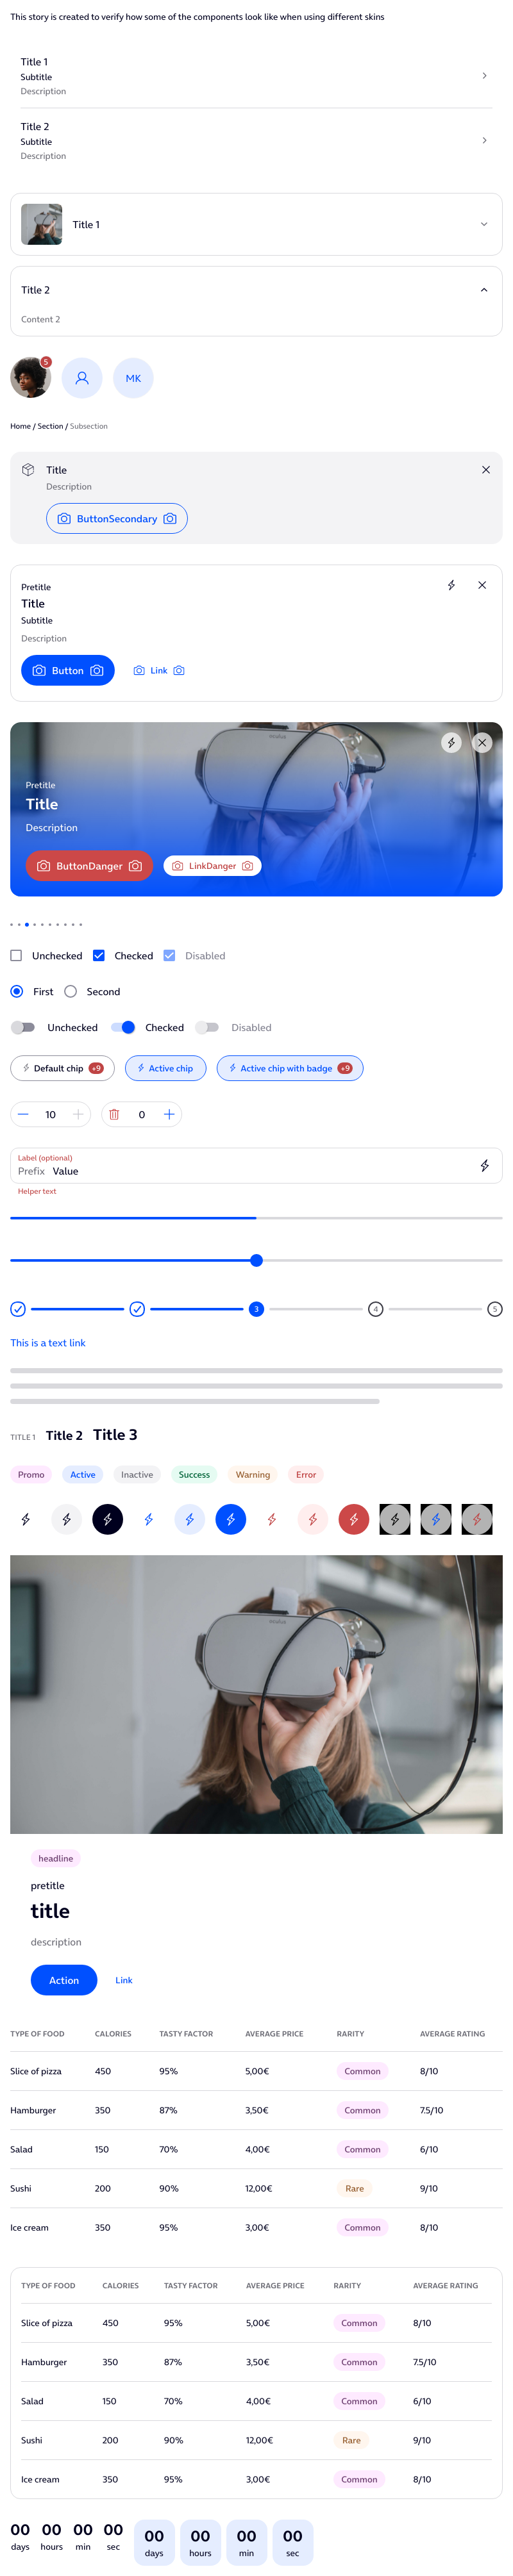 This story is created to verify how some of the components look like when using different skins
Title 1
Subtitle
Description
Title 2
Subtitle
Description
Title 1
Title 2
Content 2
5
MK
Home / Section / Subsection
Title
Description
ButtonSecondary
Pretitle
Title
Subtitle
Description
Button Link
oculus
Pretitle
Title
Description
ButtonDanger LinkDanger
Unchecked Checked Disabled
First Second
Unchecked Checked Disabled
Default chip +9 Active chip Active chip with badge +9
10 0
Label (optional)
Prefix Value
Helper text
3 4 5
This is a text link
TITLE 1 Title 2 Title 3
Promo Active Inactive Success Warning Error
oculus
headline
pretitle
title
description
Action Link
TYPE OF FOOD CALORIES TASTY FACTOR AVERAGE PRICE RARITY AVERAGE RATING
Slice of pizza 450 95% 5,00€ Common 8/10
Hamburger 350 87% 3,50€ Common 7.5/10
Salad 150 70% 4,00€ Common 6/10
Sushi 200 90% 12,00€ Rare 9/10
Ice cream 350 95% 3,00€ Common 8/10
TYPE OF FOOD CALORIES TASTY FACTOR AVERAGE PRICE RARITY AVERAGE RATING
Slice of pizza 450 95% 5,00€ Common 8/10
Hamburger 350 87% 3,50€ Common 7.5/10
Salad 150 70% 4,00€ Common 6/10
Sushi 200 90% 12,00€ Rare 9/10
Ice cream 350 95% 3,00€ Common 8/10
00 00 00 00 00 00 00 00
days hours min sec days hours min sec